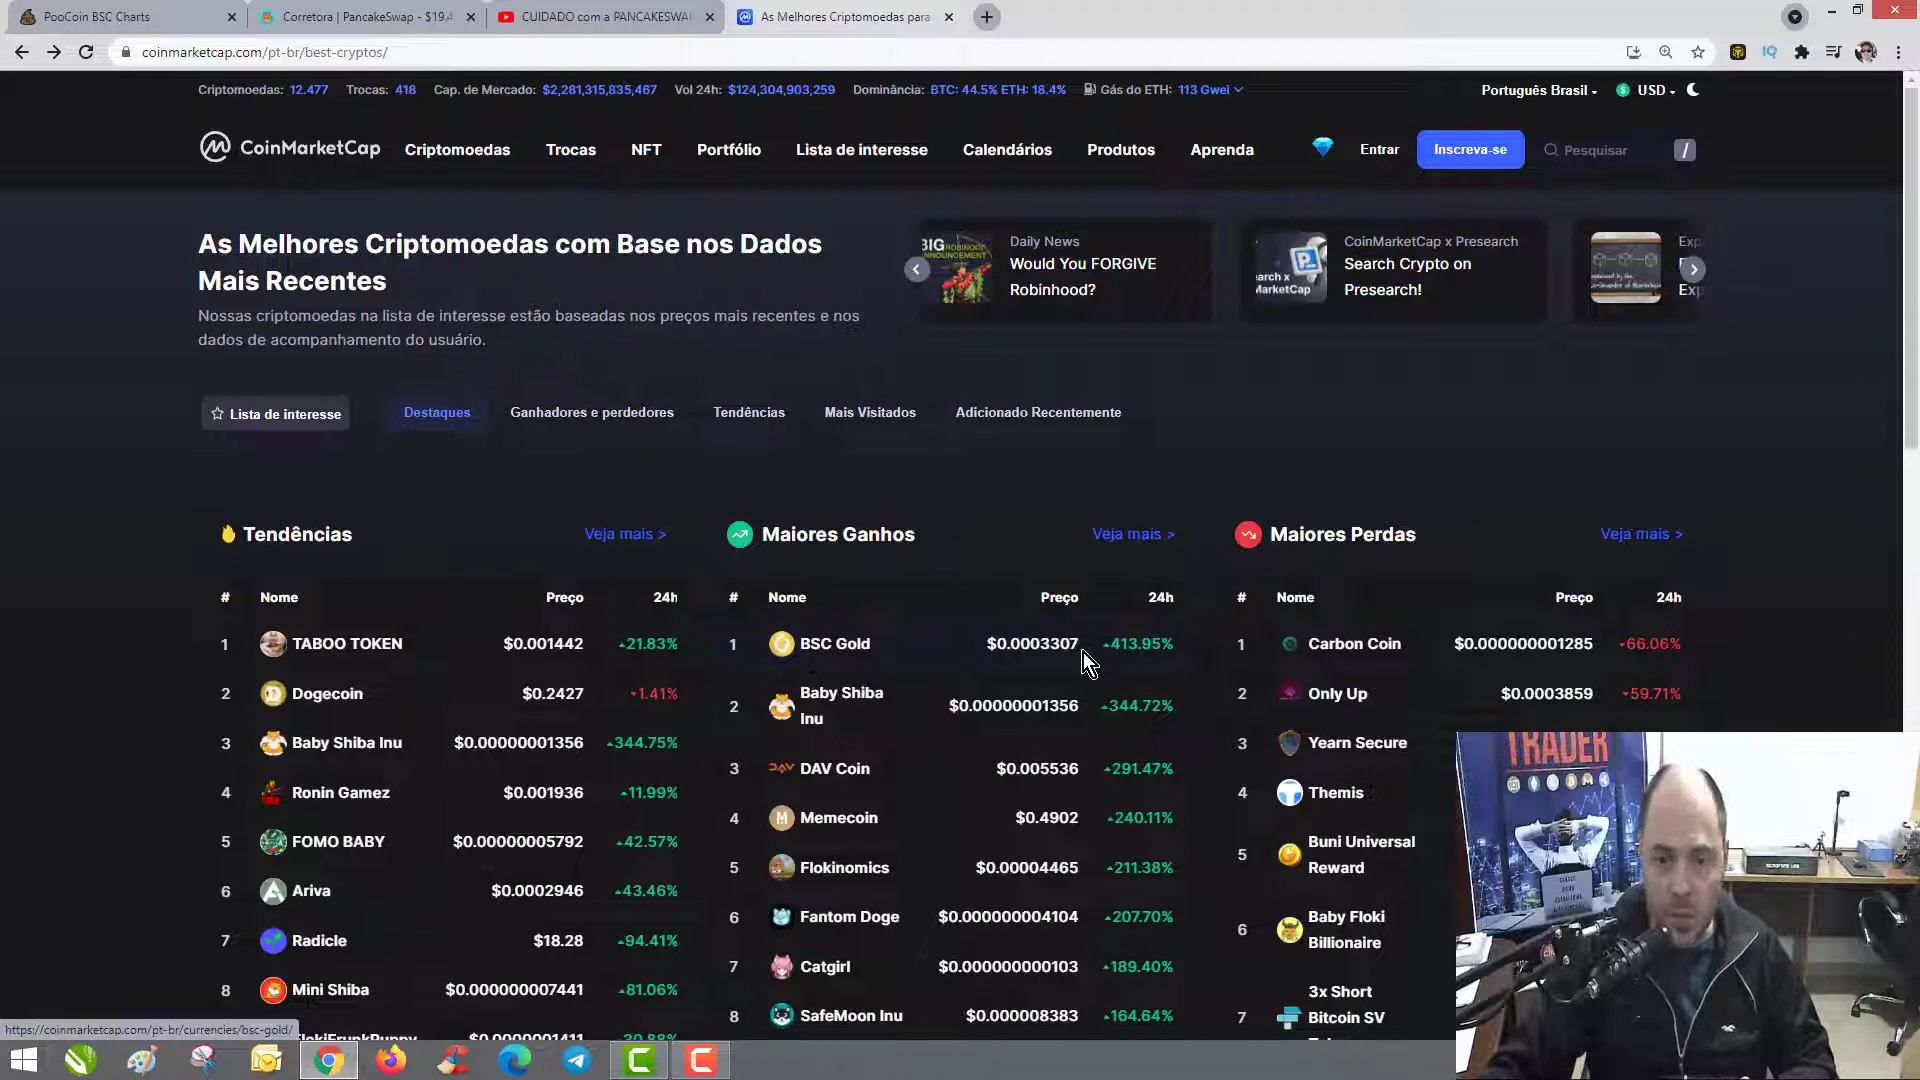 PooCoin BSC Charts
Corretora | PancakeSwap - $19.4
CUIDADO com a PANCAKESWA
As Melhores Criptomoedas para
coinmarketcap.com/pt-br/best-cryptos/
Criptomoedas: 12.477 Trocas: 418 Cap. de Mercado: $2,281,315,835,467 Vol 24h: $124,304,903,259 Dominância: BTC: 44.5% ETH: 18.4% Gás do ETH: 113 Gwei
Português Brasil USD
CoinMarketCap Criptomoedas Trocas NFT Portfólio Lista de interesse Calendários Produtos Aprenda Entrar Inscreva-se Pesquisar /
As Melhores Criptomoedas com Base nos Dados
Mais Recentes
Nossas criptomoedas na lista de interesse estão baseadas nos preços mais recentes e nos
dados de acompanhamento do usuário.
BIG
ROBINHOOD
ANNOUNCEMENT
Daily News
Would You FORGIVE
Robinhood?
earch x
MarketCap
CoinMarketCap x Presearch
Search Crypto on
Presearch!
Exp
Exp
Lista de interesse Destaques Ganhadores e perdedores Tendências Mais Visitados Adicionado Recentemente
Tendências Veja mais >
# Nome Preço 24h
1 TABOO TOKEN $0.001442 21.83%
2 Dogecoin $0.2427 1.41%
3 Baby Shiba Inu $0.00000001356 344.75%
4 Ronin Gamez $0.001936 11.99%
5 FOMO BABY $0.00000005792 42.57%
6 Ariva $0.0002946 43.46%
7 Radicle $18.28 94.41%
8 Mini Shiba $0.000000007441 81.06%
Maiores Ganhos Veja mais >
# Nome Preço 24h
1 BSC Gold $0.0003307 413.95%
2 Baby Shiba
Inu $0.00000001356 344.72%
3 DAV Coin $0.005536 291.47%
4 Memecoin $0.4902 240.11%
5 Flokinomics $0.00004465 211.38%
6 Fantom Doge $0.000000004104 207.70%
7 Catgirl $0.000000000103 189.40%
8 SafeMoon Inu $0.000008383 164.64%
Maiores Perdas Veja mais >
# Nome Preço 24h
1 Carbon Coin $0.000000001285 66.06%
2 Only Up $0.0003859 59.71%
3 Yearn Secure
4 Themis
5 Buni Universal
Reward
6 Baby Floki
Billionaire
7 3x Short
Bitcoin SV
TRADER
https://coinmarketcap.com/pt-br/currencies/bsc-gold/